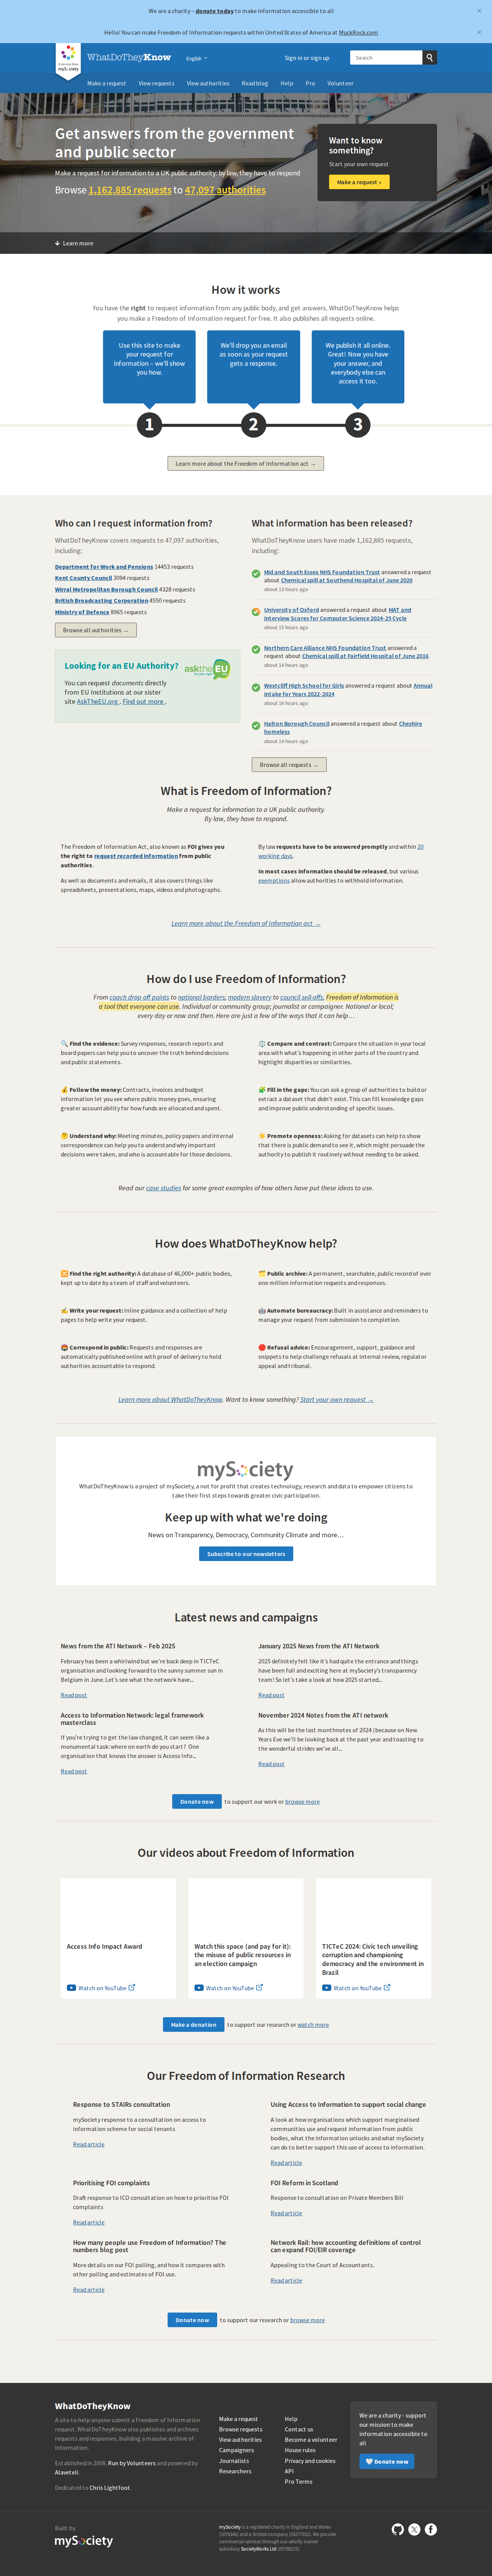 We are a charity – donate today to make information accessible to all
×
Hello! You can make Freedom of Information requests within United States of America at MuckRock.com
×
A service from
my society
WhatDoTheyKnow
English
Sign in or sign up
Search
Make a request
View requests
View authorities
Read blog
Help
Pro
Volunteer
Get answers from the government
and public sector
Make a request for information to a UK public authority; by law, they have to respond
Browse 1,162,885 requests to 47,097 authorities
Want to know
something?
Start your own request
Make a request »
Learn more
How it works
You have the right to request information from any public body, and get answers. WhatDoTheyKnow helps
you make a Freedom of Information request for free. It also publishes all requests online.
Use this site to make
your request for
information – we'll show
you how.
We'll drop you an email
as soon as your request
gets a response.
We publish it all online.
Great! Now you have
your answer, and
everybody else can
access it too.
1
2
3
Learn more about the Freedom of Information act →
Who can I request information from?
WhatDoTheyKnow covers requests to 47,097 authorities,
including:
Department for Work and Pensions 14453 requests
Kent County Council 3094 requests
Wirral Metropolitan Borough Council 4328 requests
British Broadcasting Corporation 4550 requests
Ministry of Defence 8965 requests
Browse all authorities →
Looking for an EU Authority?
You can request documents directly
from EU Institutions at our sister
site AskTheEU.org . Find out more .
asktheEU
the art of it's your right
What information has been released?
WhatDoTheyKnow users have made 1,162,885 requests,
including:
Mid and South Essex NHS Foundation Trust answered a request
about Chemical spill at Southend Hospital of June 2020
about 13 hours ago
University of Oxford answered a request about MAT and
Interview Scores for Computer Science 2024-25 Cycle
about 15 hours ago
Northern Care Alliance NHS Foundation Trust answered a
request about Chemical spill at Fairfield Hospital of June 2016
about 14 hours ago
Westcliff High School for Girls answered a request about Annual
Intake for Years 2022-2024
about 16 hours ago
Halton Borough Council answered a request about Cheshire
homeless
about 14 hours ago
Browse all requests →
What is Freedom of Information?
Make a request for information to a UK public authority.
By law, they have to respond.
The Freedom of Information Act, also known as FOI gives you
the right to request recorded information from public
authorities.
As well as documents and emails, it also covers things like
spreadsheets, presentations, maps, videos and photographs.
By law requests have to be answered promptly and within 20
working days.
In most cases information should be released, but various
exemptions allow authorities to withhold information.
Learn more about the Freedom of Information act →
How do I use Freedom of Information?
From coach drop off points to national borders; modern slavery to council sell-offs, Freedom of Information is
a tool that everyone can use. Individual or community group; journalist or campaigner. National or local;
every day or now and then. Here are just a few of the ways that it can help…
🔍 Find the evidence: Survey responses, research reports and
board papers can help you to uncover the truth behind decisions
and public statements.
⚖️ Compare and contrast: Compare the situation in your local
area with what's happening in other parts of the country and
highlight disparities or similarities.
💰 Follow the money: Contracts, invoices and budget
information let you see where public money goes, ensuring
greater accountability for how funds are allocated and spent.
🧩 Fill in the gaps: You can ask a group of authorities to build or
extract a dataset that didn't exist. This can fill knowledge gaps
and improve public understanding of specific issues.
🤔 Understand why: Meeting minutes, policy papers and internal
correspondence can help you to understand why important
decisions were taken, and who is accountable for those decisions.
☀️ Promote openness: Asking for datasets can help to show
that there is public demand to see it, which might persuade the
authority to publish it routinely without needing to be asked.
Read our case studies for some great examples of how others have put these ideas to use.
How does WhatDoTheyKnow help?
🔀 Find the right authority: A database of 46,000+ public bodies,
kept up to date by a team of staff and volunteers.
🗂️ Public archive: A permanent, searchable, public record of over
one million information requests and responses.
✍️ Write your request: Inline guidance and a collection of help
pages to help write your request.
🤖 Automate bureaucracy: Built in assistance and reminders to
manage your request from submission to completion.
📮 Correspond in public: Requests and responses are
automatically published online with proof of delivery to hold
authorities accountable to respond.
🛑 Refusal advice: Encouragement, support, guidance and
snippets to help challenge refusals at internal review, regulator
appeal and tribunal.
Learn more about WhatDoTheyKnow. Want to know something? Start your own request →
mySociety
WhatDoTheyKnow is a project of mySociety, a not for profit that creates technology, research and data to empower citizens to
take their first steps towards greater civic participation.
Keep up with what we're doing
News on Transparency, Democracy, Community Climate and more…
Subscribe to our newsletters
Latest news and campaigns
News from the ATI Network – Feb 2025
February has been a whirlwind but we're back deep in TICTeC
organisation and looking forward to the sunny summer sun in
Belgium in June. Let's see what the network have...
Read post
January 2025 News from the ATI Network
2025 definitely felt like it's had quite the entrance and things
have been full and exciting here at mySociety's transparency
team! So let's take a look at how 2025 started...
Read post
Access to Information Network: legal framework
masterclass
If you're trying to get the law changed, it can seem like a
monumental task: where on earth do you start? One
organisation that knows the answer is Access Info...
Read post
November 2024 Notes from the ATI network
As this will be the last monthnotes of 2024 (because on New
Years Eve we'll be looking back at the past year and toasting to
the wonderful strides we've all...
Read post
Donate now to support our work or browse more
Our videos about Freedom of Information
Access Info Impact Award
Watch on YouTube
Watch this space (and pay for it):
the misuse of public resources in
an election campaign
Watch on YouTube
TICTeC 2024: Civic tech unveiling
corruption and championing
democracy and the environment in
Brazil
Watch on YouTube
Make a donation to support our research or watch more
Our Freedom of Information Research
Response to STAIRs consultation
mySociety response to a consultation on access to
information scheme for social tenants
Read article
Using Access to Information to support social change
A look at how organisations which support marginalised
communities use and request information from public
bodies, what the information unlocks and what mySociety
can do to better support this use of access to information.
Read article
Prioritising FOI complaints
Draft response to ICO consultation on how to prioritise FOI
complaints
Read article
FOI Reform in Scotland
Response to consultation on Private Members Bill
Read article
How many people use Freedom of Information? The
numbers blog post
More details on our FOI polling, and how it compares with
other polling and estimates of FOI use.
Read article
Network Rail: how accounting definitions of control
can expand FOI/EIR coverage
Appealing to the Court of Accountants.
Read article
Donate now to support our research or browse more
WhatDoTheyKnow
A site to help anyone submit a Freedom of Information
request. WhatDoTheyKnow also publishes and archives
requests and responses, building a massive archive of
information.
Established in 2008. Run by Volunteers and powered by
Alaveteli.
Dedicated to Chris Lightfoot.
Make a request
Browse requests
View authorities
Campaigners
Journalists
Researchers
Help
Contact us
Become a volunteer
House rules
Privacy and cookies
API
Pro Terms
We are a charity - support
our mission to make
information accessible to
all
🤍 Donate now
Built by
mySociety
mySociety is a registered charity in England and Wales
(1076346) and a limited company (03277032). We provide
commercial services through our wholly owned
subsidiary SocietyWorks Ltd (05798215).